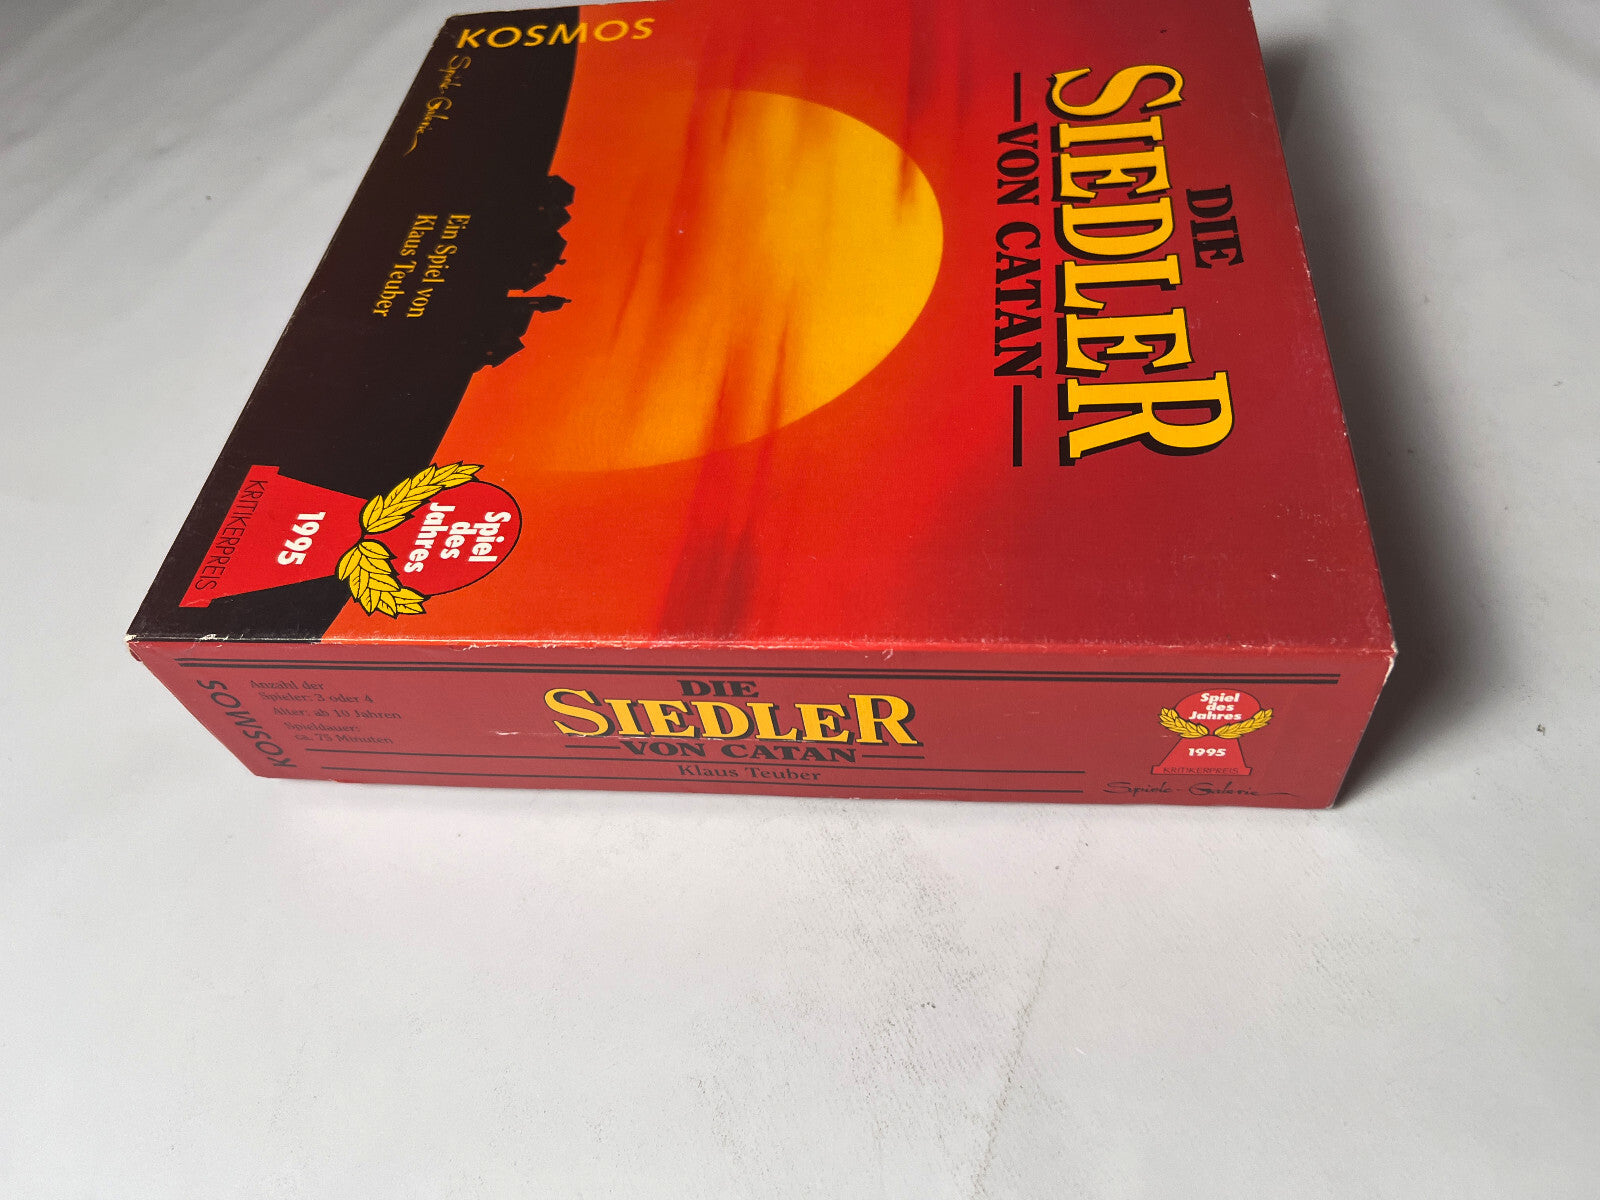 KOSMOS
Spiele-Galerie
DIE
SIEDLER
VON CATAN
Ein Spiel von
Klaus Teuber
Spiel
des
Jahres
1995
KRITIKERPREIS
KOSMOS
Anzahl der
Spieler: 3 oder 4
Alter: ab 10 Jahren
Spieldauer:
ca. 75 Minuten
DIE
SIEDLER
VON CATAN
Klaus Teuber
Spiel
des
Jahres
1995
KRITIKERPREIS
Spiele-Galerie